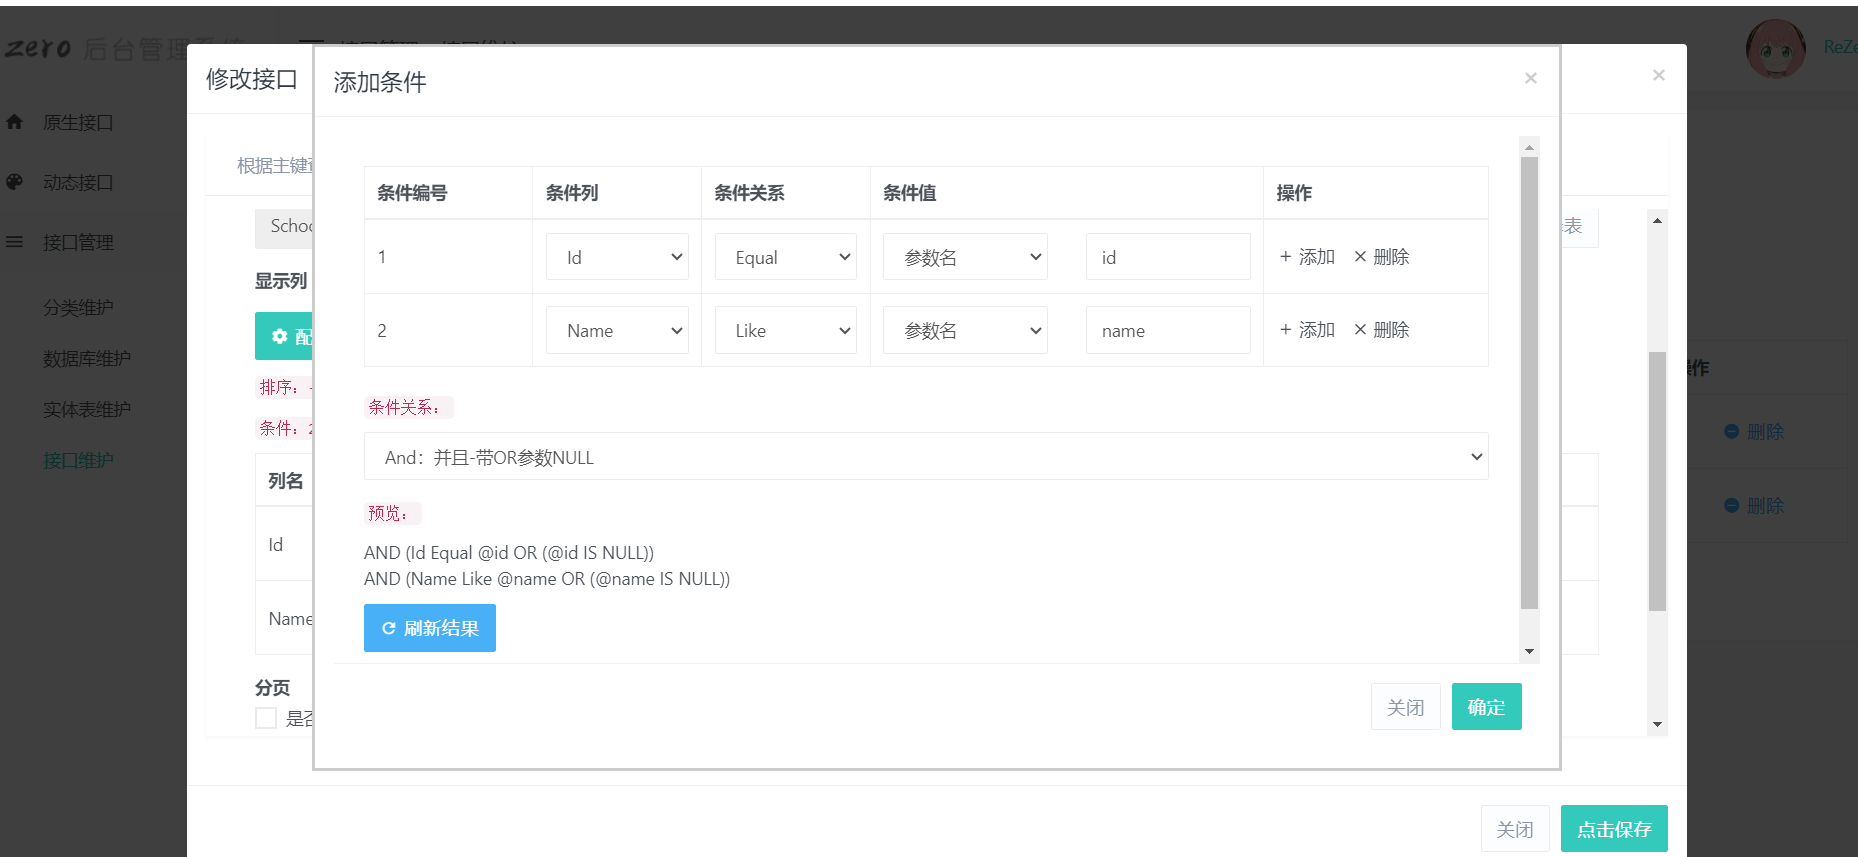 zero 后台管理系统
ReZe
原生接口
动态接口
接口管理
分类维护
数据库维护
实体表维护
接口维护
修改接口
×
根据主键
Schoo
表
显示列
配
排序：
条件：2
列名
Id
Name
分页
是否
操作
删除
删除
关闭
点击保存
添加条件
×
条件编号 条件列 条件关系 条件值 操作
1 Id Equal 参数名 id + 添加 × 删除
2 Name Like 参数名 name + 添加 × 删除
条件关系：
And：并且-带OR参数NULL
预览：
AND (Id Equal @id OR (@id IS NULL))
AND (Name Like @name OR (@name IS NULL))
刷新结果
关闭 确定